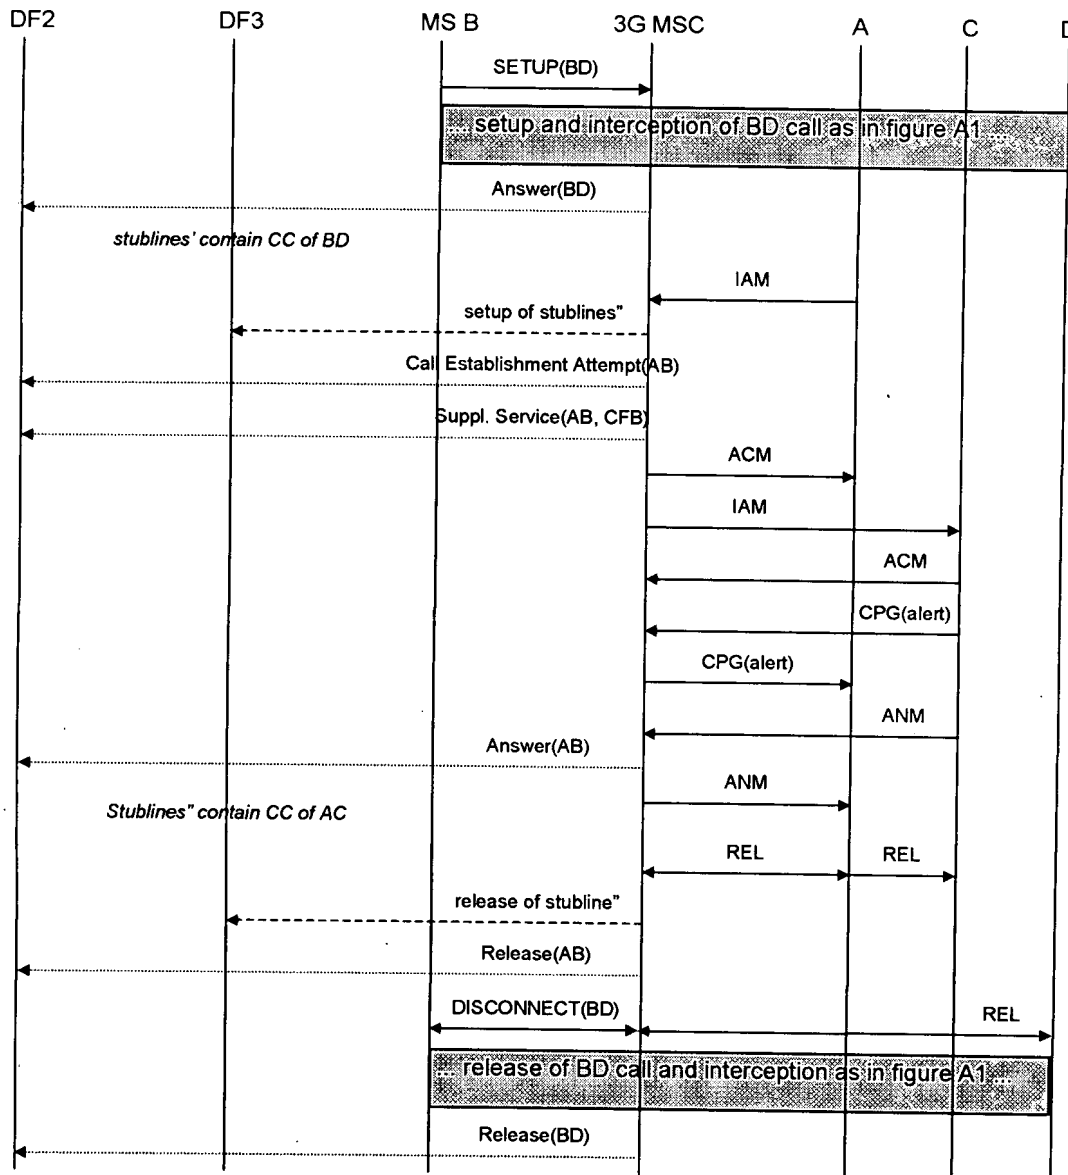 DF2 DF3 MS B 3G MSC A C D
SETUP(BD)
... setup and interception of BD call as in figure A1 ...
Answer(BD)
stublines' contain CC of BD
IAM
setup of stublines"
Call Establishment Attempt(AB)
Suppl. Service(AB, CFB)
ACM
IAM
ACM
CPG(alert)
CPG(alert)
ANM
Answer(AB)
ANM
Stublines" contain CC of AC
REL REL
release of stubline"
Release(AB)
DISCONNECT(BD) REL
... release of BD call and interception as in figure A1...
Release(BD)